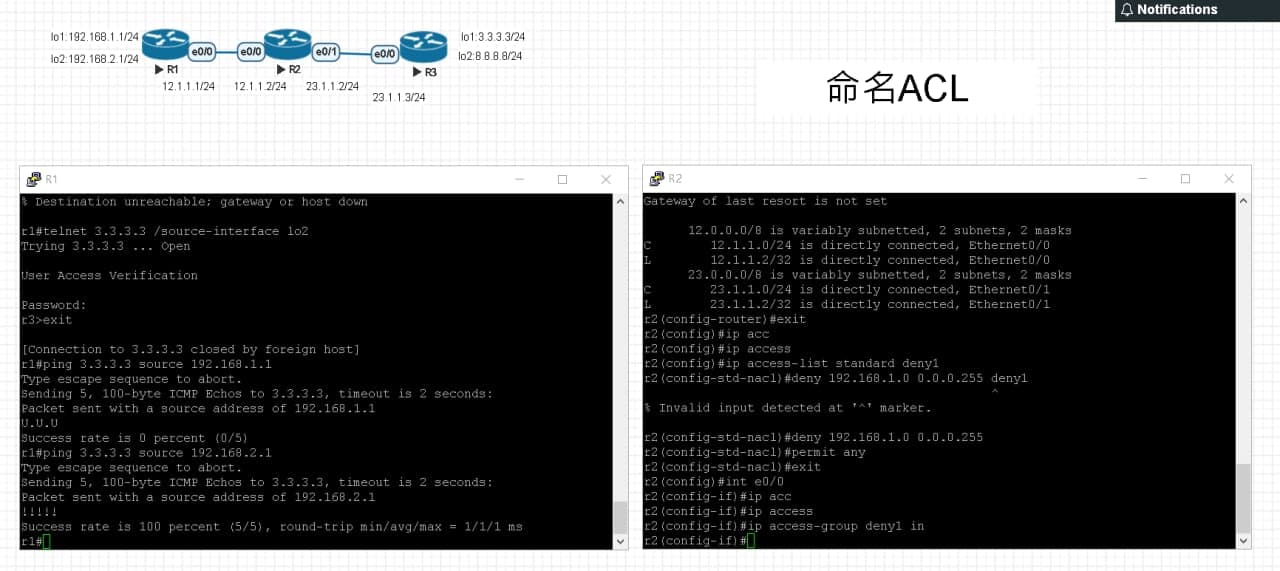 Notifications
lo1:192.168.1.1/24
lo2:192.168.2.1/24
e0/0
e0/0
e0/1
e0/0
lo1:3.3.3.3/24
lo2:8.8.8.8/24
R1
R2
R3
12.1.1.1/24
12.1.1.2/24
23.1.1.2/24
23.1.1.3/24
命名ACL
R1
% Destination unreachable; gateway or host down
r1#telnet 3.3.3.3 /source-interface lo2
Trying 3.3.3.3 ... Open
User Access Verification
Password:
r3>exit
[Connection to 3.3.3.3 closed by foreign host]
r1#ping 3.3.3.3 source 192.168.1.1
Type escape sequence to abort.
Sending 5, 100-byte ICMP Echos to 3.3.3.3, timeout is 2 seconds:
Packet sent with a source address of 192.168.1.1
U.U.U
Success rate is 0 percent (0/5)
r1#ping 3.3.3.3 source 192.168.2.1
Type escape sequence to abort.
Sending 5, 100-byte ICMP Echos to 3.3.3.3, timeout is 2 seconds:
Packet sent with a source address of 192.168.2.1
!!!!!
Success rate is 100 percent (5/5), round-trip min/avg/max = 1/1/1 ms
r1#
R2
Gateway of last resort is not set
12.0.0.0/8 is variably subnetted, 2 subnets, 2 masks
C 12.1.1.0/24 is directly connected, Ethernet0/0
L 12.1.1.2/32 is directly connected, Ethernet0/0
23.0.0.0/8 is variably subnetted, 2 subnets, 2 masks
C 23.1.1.0/24 is directly connected, Ethernet0/1
L 23.1.1.2/32 is directly connected, Ethernet0/1
r2(config-router)#exit
r2(config)#ip acc
r2(config)#ip access
r2(config)#ip access-list standard deny1
r2(config-std-nacl)#deny 192.168.1.0 0.0.0.255 deny1
^
% Invalid input detected at '^' marker.
r2(config-std-nacl)#deny 192.168.1.0 0.0.0.255
r2(config-std-nacl)#permit any
r2(config-std-nacl)#exit
r2(config)#int e0/0
r2(config-if)#ip acc
r2(config-if)#ip access
r2(config-if)#ip access-group deny1 in
r2(config-if)#